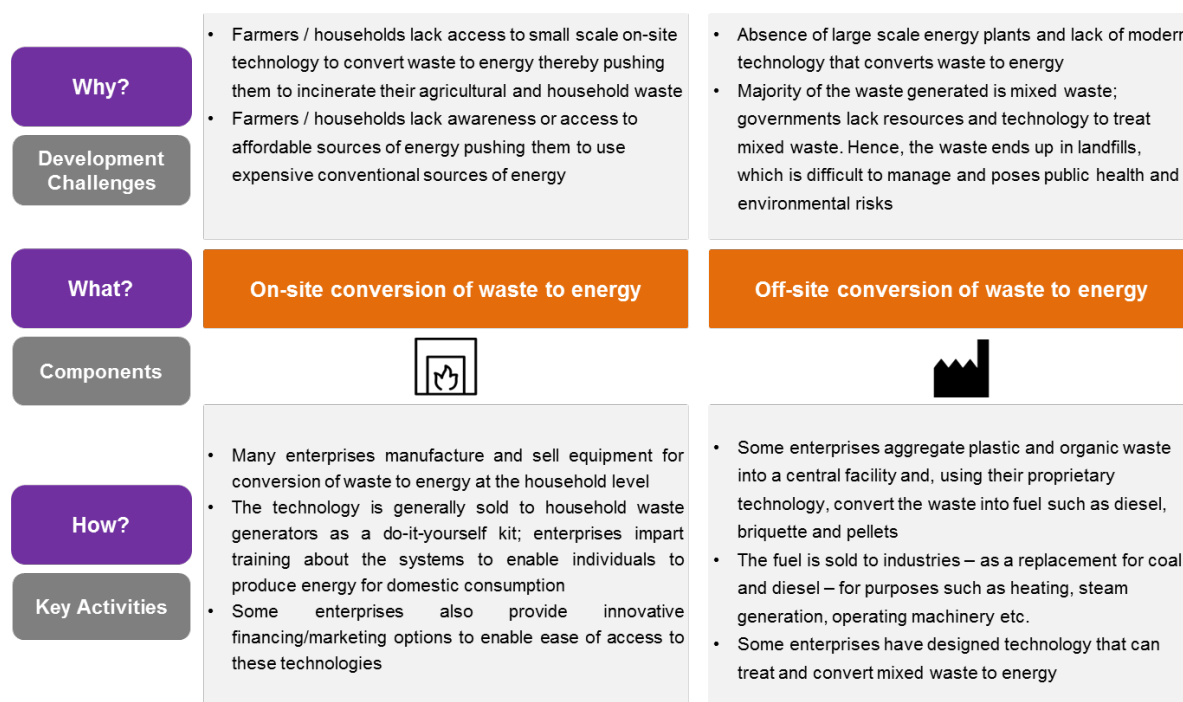 Why?
Development
Challenges
• Farmers / households lack access to small scale on-site
technology to convert waste to energy thereby pushing
them to incinerate their agricultural and household waste
• Farmers / households lack awareness or access to
affordable sources of energy pushing them to use
expensive conventional sources of energy
• Absence of large scale energy plants and lack of modern
technology that converts waste to energy
• Majority of the waste generated is mixed waste;
governments lack resources and technology to treat
mixed waste. Hence, the waste ends up in landfills,
which is difficult to manage and poses public health and
environmental risks
What?
Components
On-site conversion of waste to energy
Off-site conversion of waste to energy
How?
Key Activities
• Many enterprises manufacture and sell equipment for
conversion of waste to energy at the household level
• The technology is generally sold to household waste
generators as a do-it-yourself kit; enterprises impart
training about the systems to enable individuals to
produce energy for domestic consumption
• Some enterprises also provide innovative
financing/marketing options to enable ease of access to
these technologies
• Some enterprises aggregate plastic and organic waste
into a central facility and, using their proprietary
technology, convert the waste into fuel such as diesel,
briquette and pellets
• The fuel is sold to industries – as a replacement for coal
and diesel – for purposes such as heating, steam
generation, operating machinery etc.
• Some enterprises have designed technology that can
treat and convert mixed waste to energy